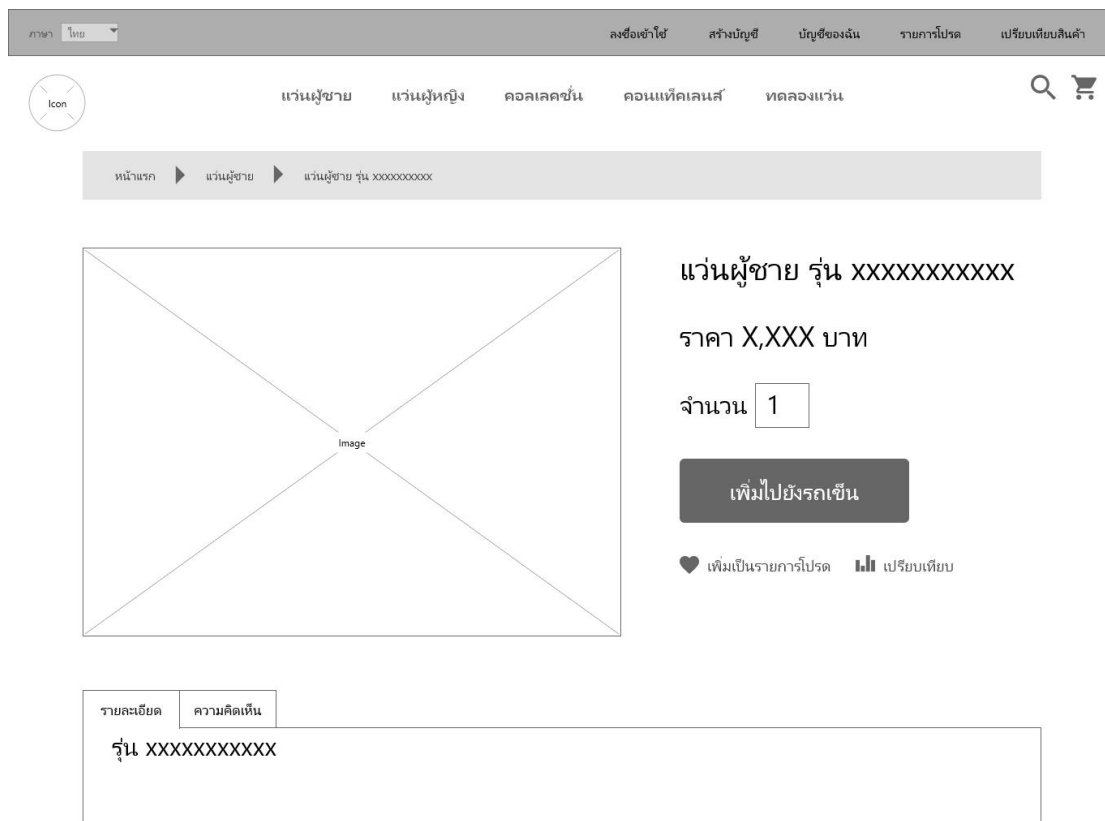 ภาษา ไทย ลงชื่อเข้าใช้ สร้างบัญชี บัญชีของฉัน รายการโปรด เปรียบเทียบสินค้า
Icon แว่นผู้ชาย แว่นผู้หญิง คอลเลคชั่น คอนแท็คเลนส์ ทดลองแว่น
หน้าแรก แว่นผู้ชาย แว่นผู้ชาย รุ่น xxxxxxxxxx
Image
แว่นผู้ชาย รุ่น xxxxxxxxxxx
ราคา X,XXX บาท
จำนวน 1
เพิ่มไปยังรถเข็น
เพิ่มเป็นรายการโปรด เปรียบเทียบ
รายละเอียด ความคิดเห็น
รุ่น xxxxxxxxxxx